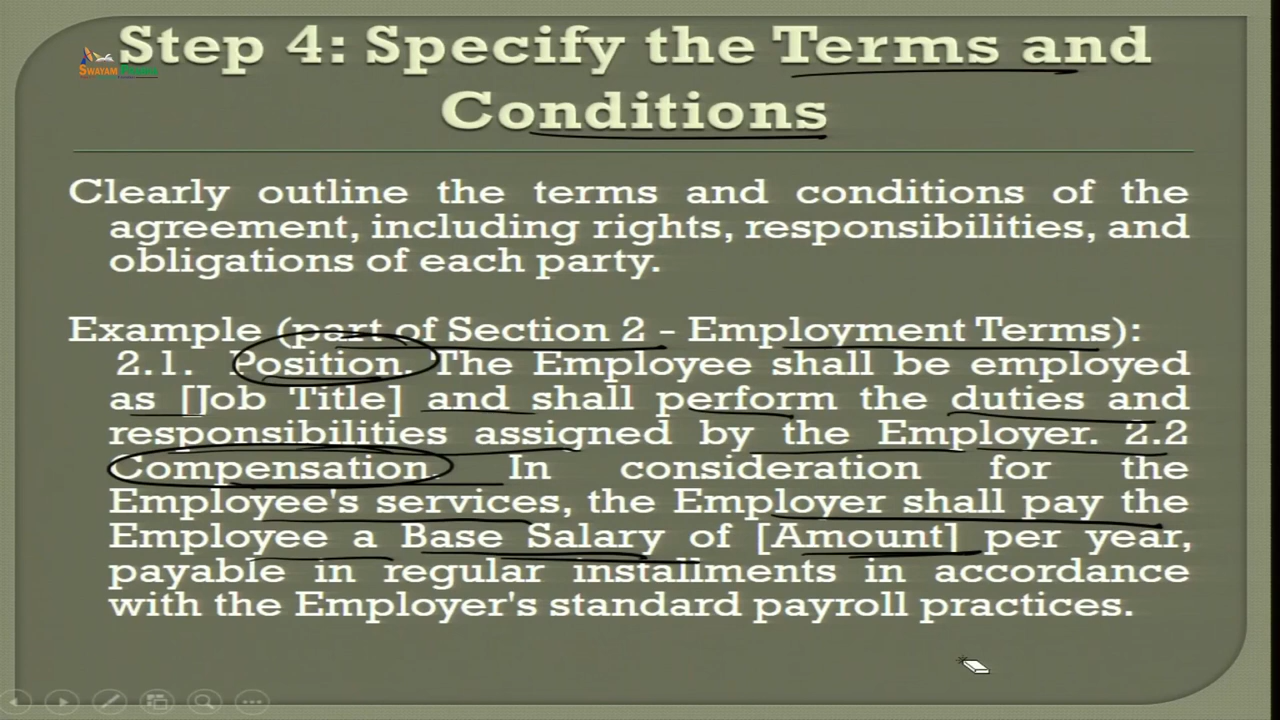 Step 4: Specify the Terms and
Conditions
SWAYAM
Clearly outline the terms and conditions of the
agreement, including rights, responsibilities, and
obligations of each party.
Example (part of Section 2 - Employment Terms):
2.1. Position. The Employee shall be employed
as [Job Title] and shall perform the duties and
responsibilities assigned by the Employer. 2.2
Compensation. In consideration for the
Employee's services, the Employer shall pay the
Employee a Base Salary of [Amount] per year,
payable in regular installments in accordance
with the Employer's standard payroll practices.